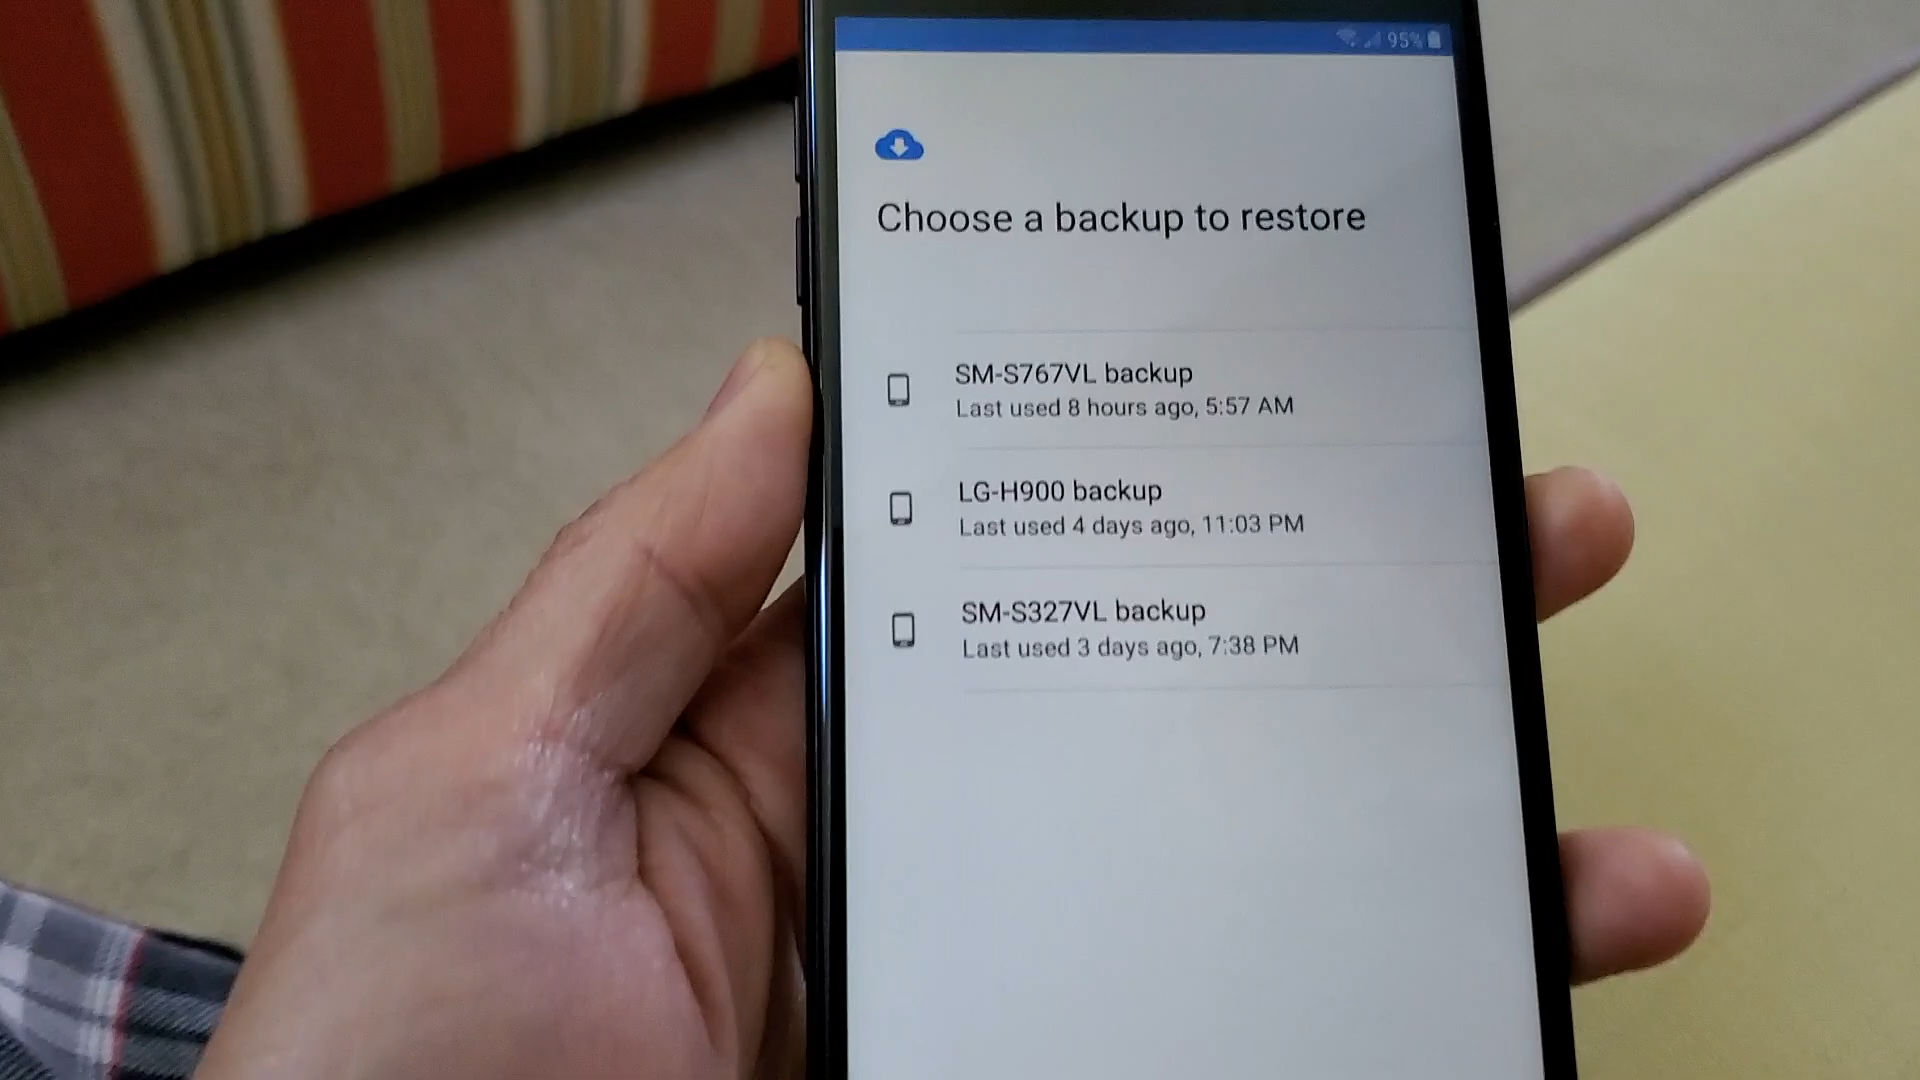 95%
Choose a backup to restore
SM-S767VL backup
Last used 8 hours ago, 5:57 AM
LG-H900 backup
Last used 4 days ago, 11:03 PM
SM-S327VL backup
Last used 3 days ago, 7:38 PM